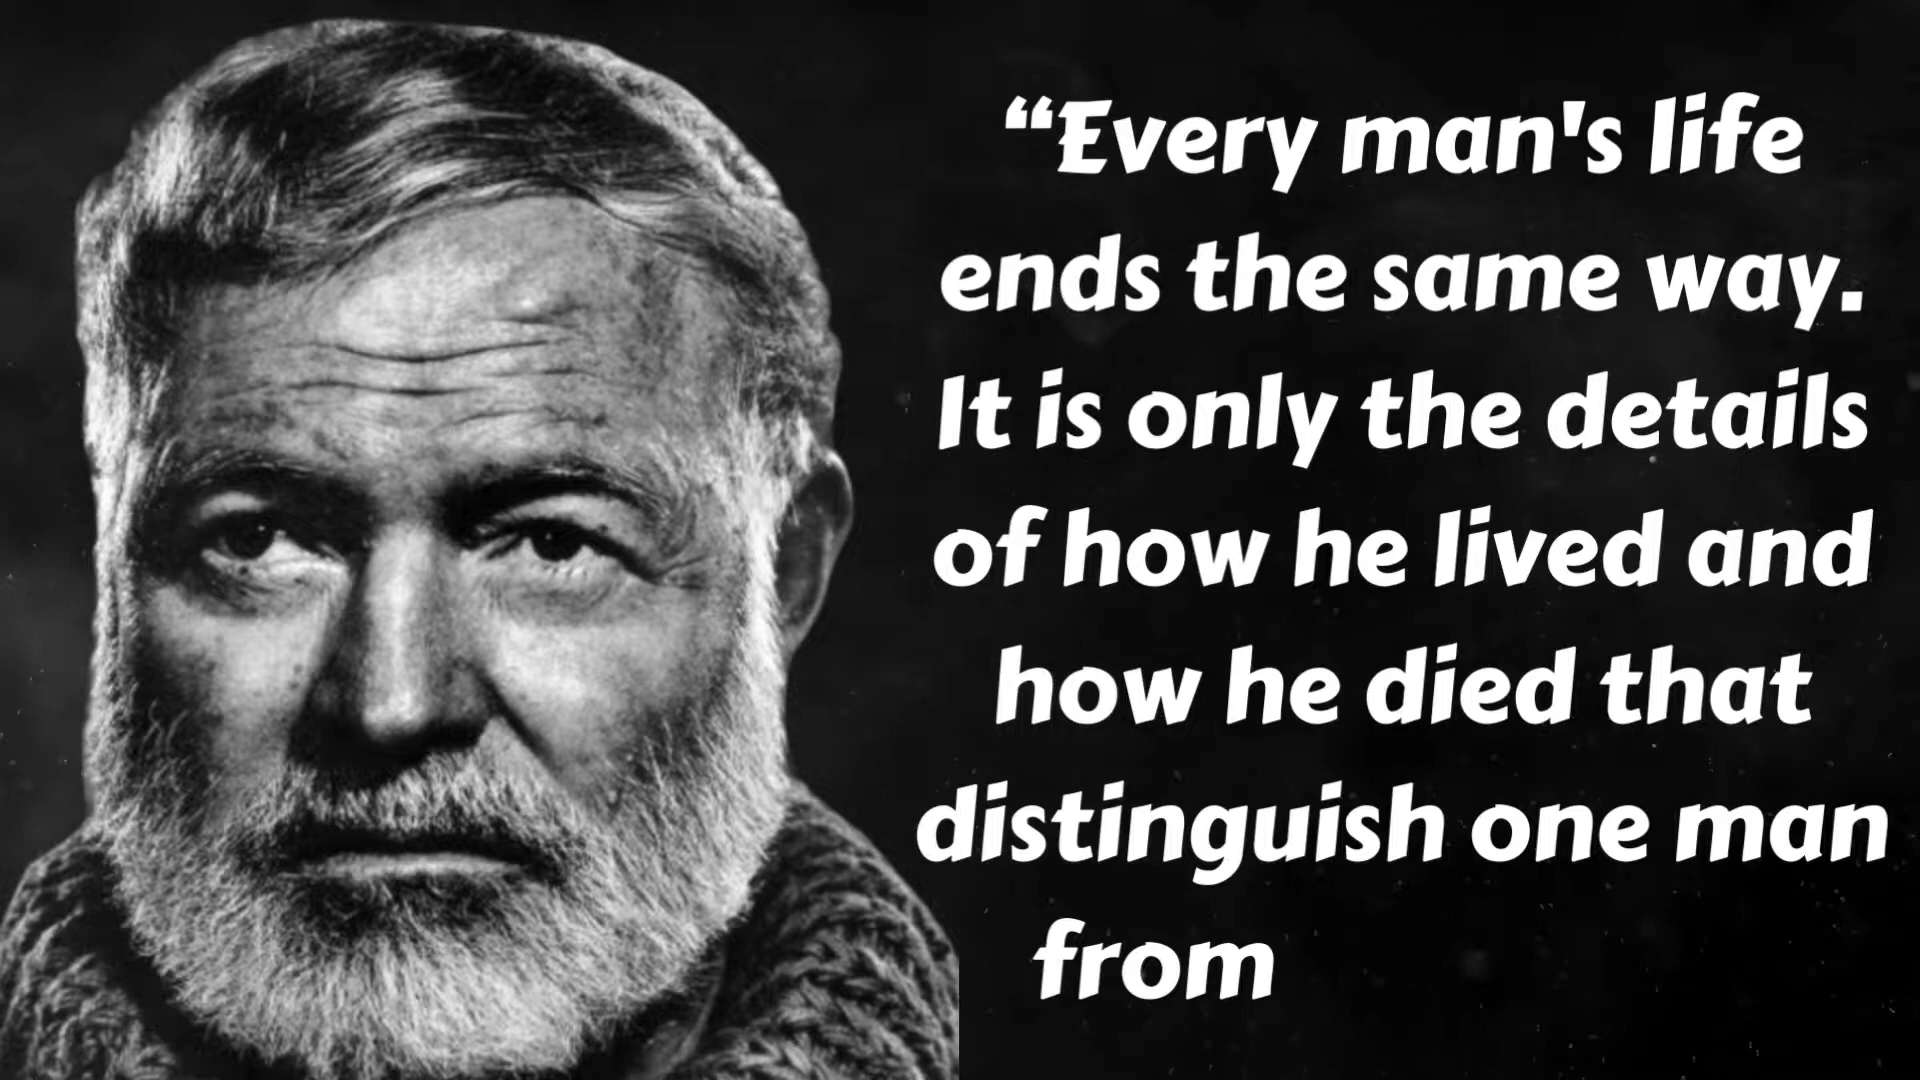 “Every man's life
ends the same way.
It is only the details
of how he lived and
how he died that
distinguish one man
from